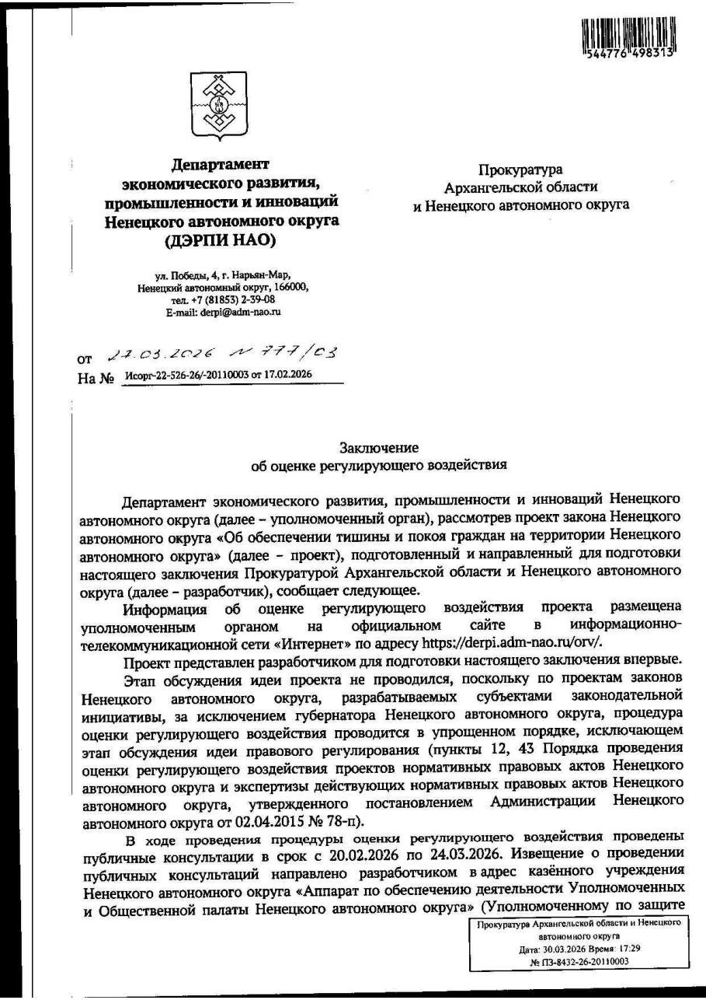 544776 498313
Департамент
экономического развития,
промышленности и инноваций
Ненецкого автономного округа
(ДЭРПИ НАО)
ул. Победы, 4, г. Нарьян-Мар,
Ненецкий автономный округ, 166000,
тел. +7 (81853) 2-39-08
E-mail: derpi@adm-nao.ru
от 27.03.2026 № 777/03
На № Исорг-22-526-26/-20110003 от 17.02.2026
Прокуратура
Архангельской области
и Ненецкого автономного округа
Заключение
об оценке регулирующего воздействия
Департамент экономического развития, промышленности и инноваций Ненецкого
автономного округа (далее – уполномоченный орган), рассмотрев проект закона Ненецкого
автономного округа «Об обеспечении тишины и покоя граждан на территории Ненецкого
автономного округа» (далее – проект), подготовленный и направленный для подготовки
настоящего заключения Прокуратурой Архангельской области и Ненецкого автономного
округа (далее – разработчик), сообщает следующее.
Информация об оценке регулирующего воздействия проекта размещена
уполномоченным органом на официальном сайте в информационно-
телекоммуникационной сети «Интернет» по адресу https://derpi.adm-nao.ru/orv/.
Проект представлен разработчиком для подготовки настоящего заключения впервые.
Этап обсуждения идеи проекта не проводился, поскольку по проектам законов
Ненецкого автономного округа, разрабатываемых субъектами законодательной
инициативы, за исключением губернатора Ненецкого автономного округа, процедура
оценки регулирующего воздействия проводится в упрощенном порядке, исключающем
этап обсуждения идеи правового регулирования (пункты 12, 43 Порядка проведения
оценки регулирующего воздействия проектов нормативных правовых актов Ненецкого
автономного округа и экспертизы действующих нормативных правовых актов Ненецкого
автономного округа, утвержденного постановлением Администрации Ненецкого
автономного округа от 02.04.2015 № 78-п).
В ходе проведения процедуры оценки регулирующего воздействия проведены
публичные консультации в срок с 20.02.2026 по 24.03.2026. Извещение о проведении
публичных консультаций направлено разработчиком в адрес казённого учреждения
Ненецкого автономного округа «Аппарат по обеспечению деятельности Уполномоченных
и Общественной палаты Ненецкого автономного округа» (Уполномоченному по защите
Прокуратура Архангельской области и Ненецкого
автономного округа
Дата: 30.03.2026 Время: 17:29
№ ПЗ-8432-26-20110003